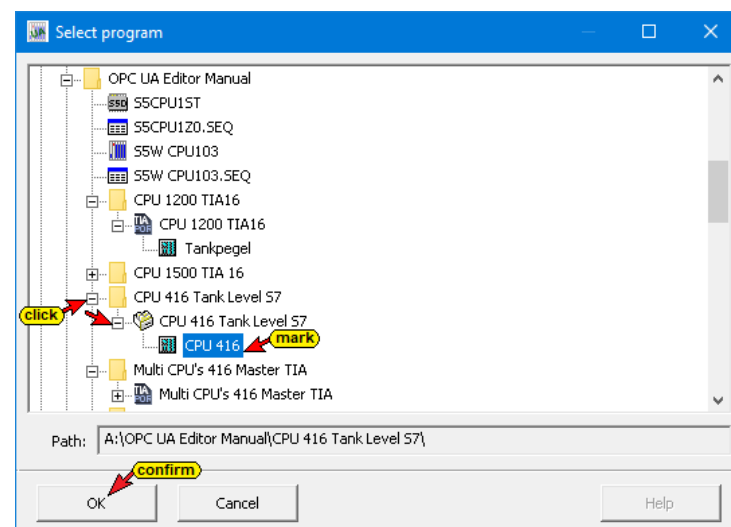 Select program
OPC UA Editor Manual
S5CPU1ST
S5CPU1Z0.SEQ
S5W CPU103
S5W CPU103.SEQ
CPU 1200 TIA16
CPU 1200 TIA16
Tankpegel
CPU 1500 TIA 16
CPU 416 Tank Level S7
click
CPU 416 Tank Level S7
CPU 416 mark
Multi CPU's 416 Master TIA
Multi CPU's 416 Master TIA
Path: A:\OPC UA Editor Manual\CPU 416 Tank Level S7\
confirm
OK Cancel Help